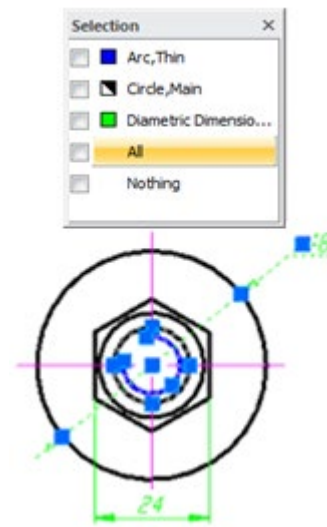 Selection
Arc,Thin
Circle,Main
Diametric Dimensio...
All
Nothing
24